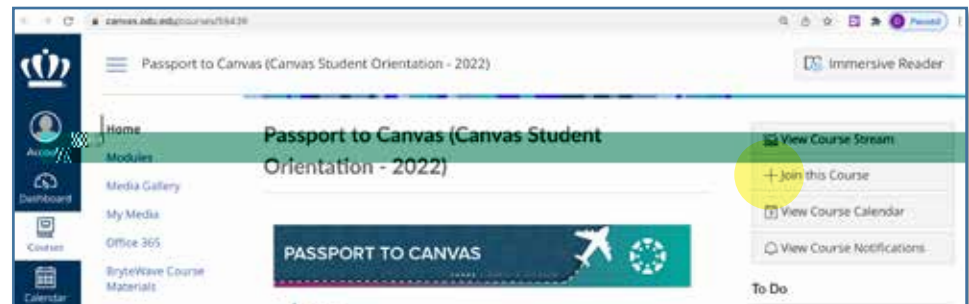 canvas.odu.edu/courses/59439
Paused
Passport to Canvas (Canvas Student Orientation - 2022)
Immersive Reader
Account
Dashboard
Courses
Calendar
Home
Modules
Media Gallery
My Media
Office 365
BryteWave Course
Materials
Passport to Canvas (Canvas Student
Orientation - 2022)
PASSPORT TO CANVAS
View Course Stream
Join this Course
View Course Calendar
View Course Notifications
To Do